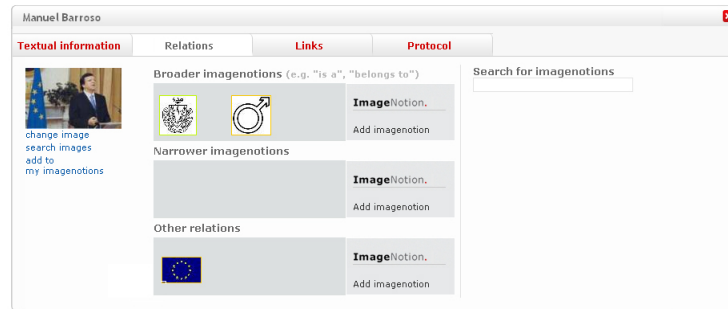 Manuel Barroso
Textual information Relations Links Protocol
change image
search images
add to
my imagenotions
Broader imagenotions (e.g. "is a", "belongs to")
ImageNotion.
Add imagenotion
Narrower imagenotions
ImageNotion.
Add imagenotion
Other relations
ImageNotion.
Add imagenotion
Search for imagenotions